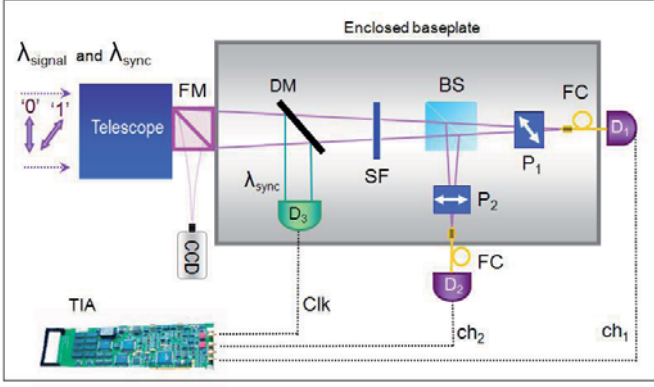 Enclosed baseplate
λsignal and λsync
FM
DM
BS
FC
'0' '1'
Telescope
D1
P1
λsync
SF
P2
D3
CCD
FC
D2
TIA
Clk
ch2
ch1